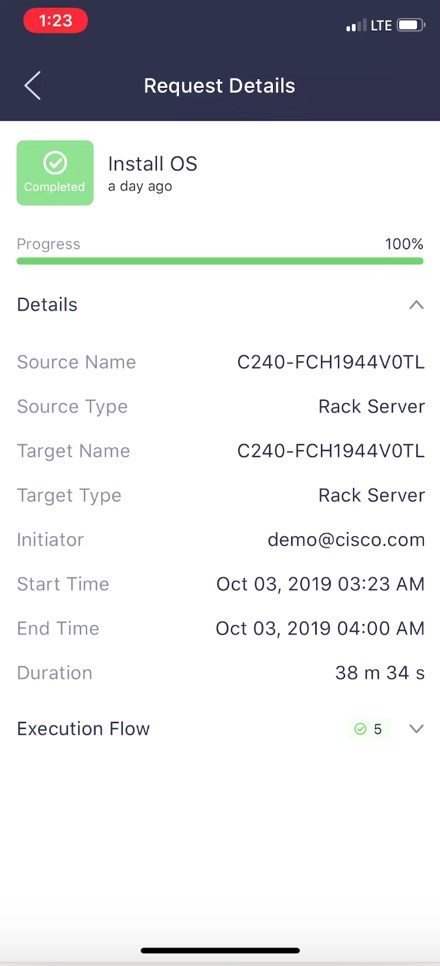 1:23
LTE
Request Details
Completed
Install OS
a day ago
Progress 100%
Details
Source Name C240-FCH1944V0TL
Source Type Rack Server
Target Name C240-FCH1944V0TL
Target Type Rack Server
Initiator demo@cisco.com
Start Time Oct 03, 2019 03:23 AM
End Time Oct 03, 2019 04:00 AM
Duration 38 m 34 s
Execution Flow 5